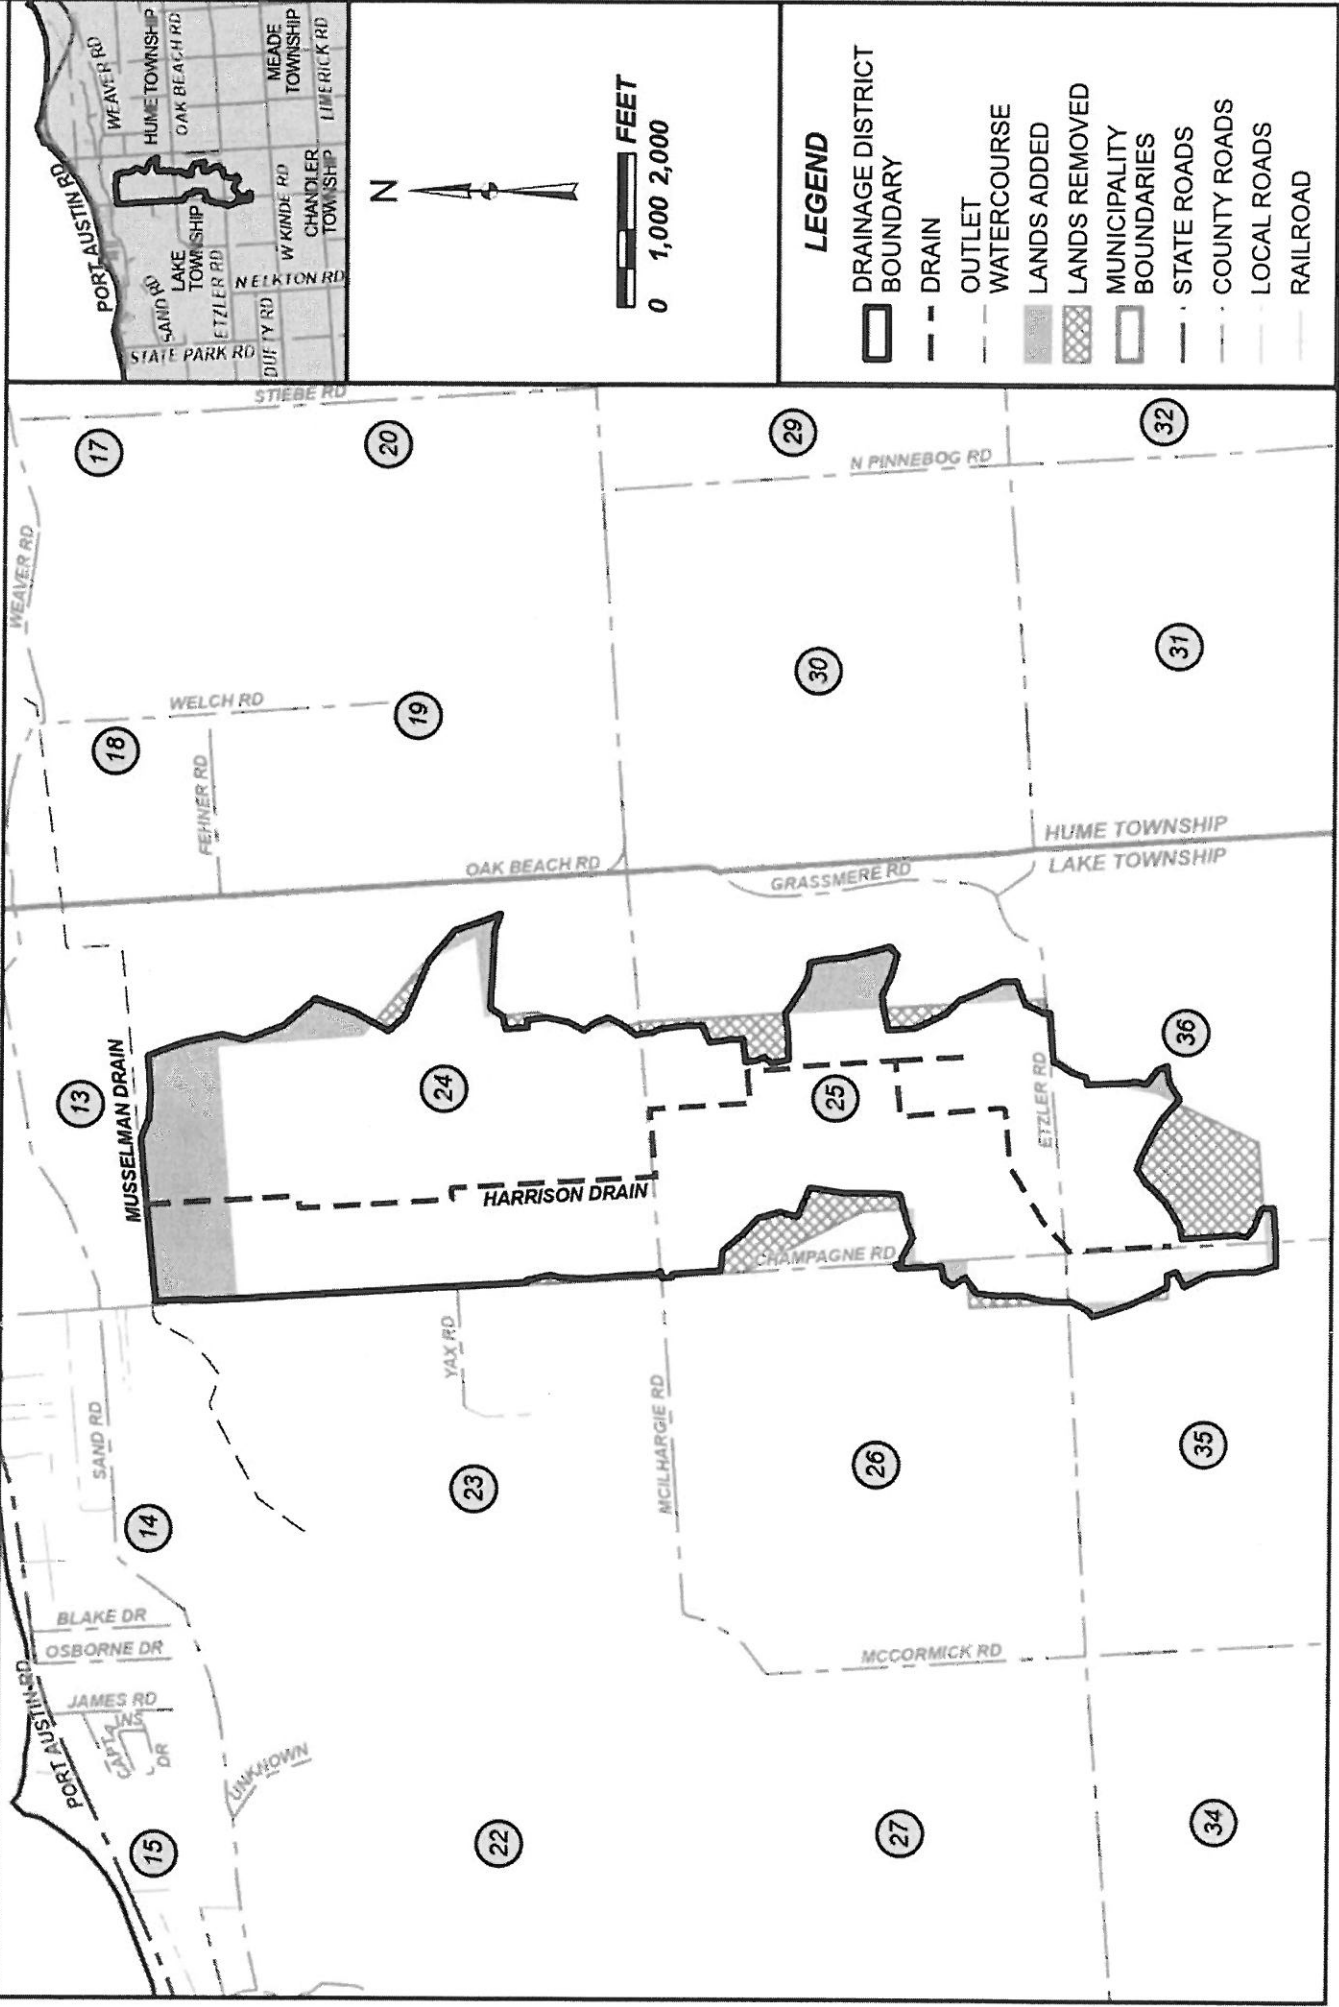 WEAVER RD
HUME TOWNSHIP
OAK BEACH RD
PORT AUSTIN RD
SAND RD
LAKE
TOWNSHIP
ETZLER RD
STATE PARK RD
MEADE
TOWNSHIP
LIMERICK RD
W KINDE RD
CHANDLER
TOWNSHIP
N ELKTON RD
DUFTY RD
N
FEET
0 1,000 2,000
LEGEND
DRAINAGE DISTRICT
BOUNDARY
DRAIN
OUTLET
WATERCOURSE
LANDS ADDED
LANDS REMOVED
MUNICIPALITY
BOUNDARIES
STATE ROADS
COUNTY ROADS
LOCAL ROADS
RAILROAD
STIEBE RD
17
20
29
32
N PINNEBOG RD
WEAVER RD
WELCH RD
18
19
30
31
FEHNER RD
OAK BEACH RD
GRASSMERE RD
HUME TOWNSHIP
LAKE TOWNSHIP
13
MUSSELMAN DRAIN
24
25
36
ETZLER RD
HARRISON DRAIN
CHAMPAGNE RD
YAX RD
SAND RD
MCILHARGIE RD
14
23
26
35
BLAKE DR
OSBORNE DR
JAMES RD
CAPTAINS
DR
PORT AUSTIN RD
UNKNOWN
MCCORMICK RD
15
22
27
34